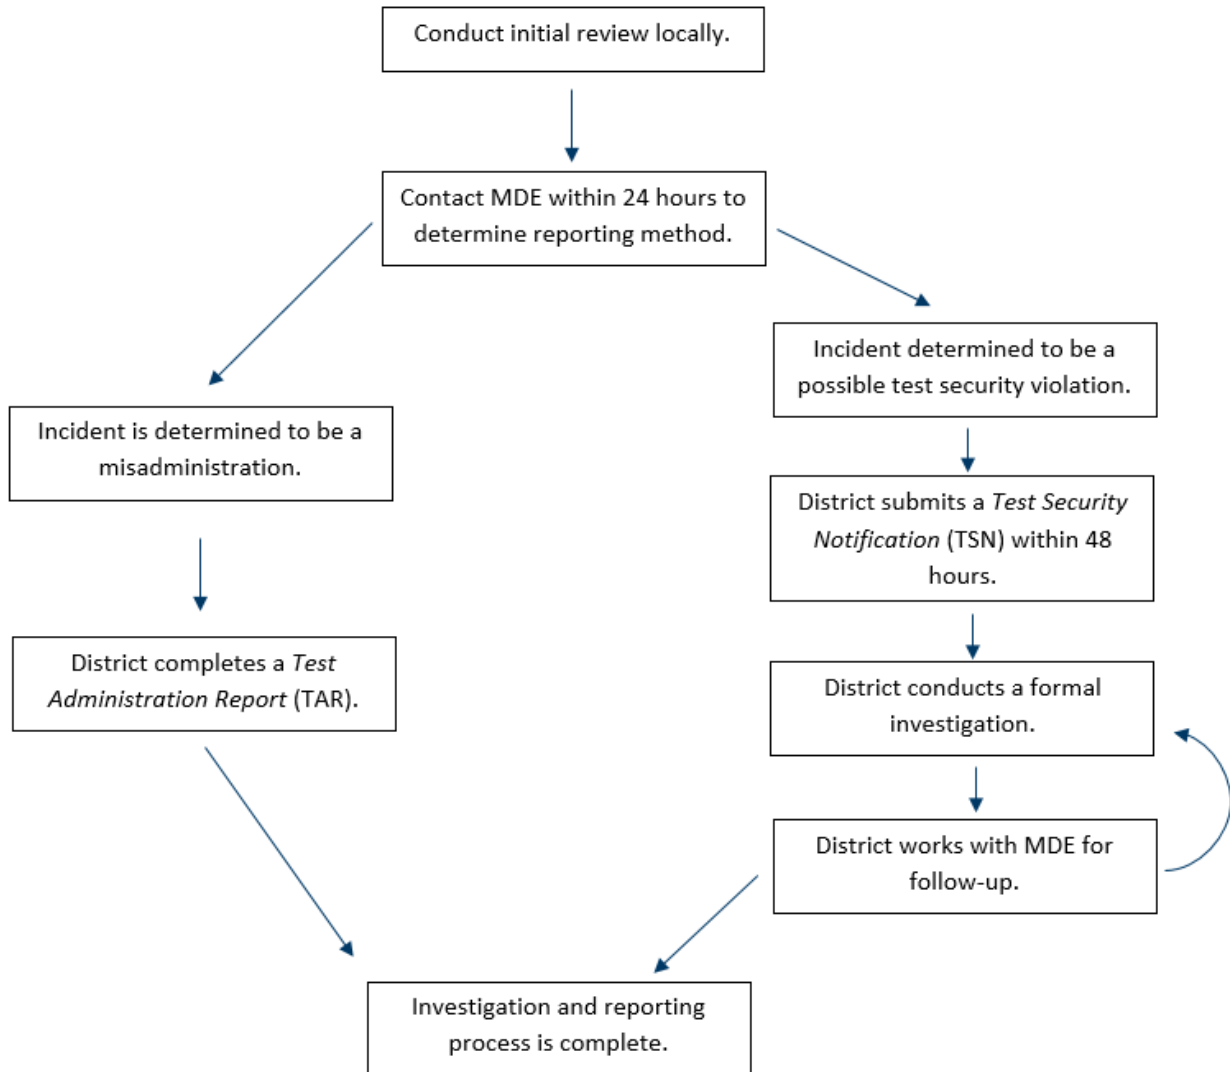 Conduct initial review locally.
Contact MDE within 24 hours to
determine reporting method.
Incident is determined to be a
misadministration.
District completes a Test
Administration Report (TAR).
Incident determined to be a
possible test security violation.
District submits a Test Security
Notification (TSN) within 48
hours.
District conducts a formal
investigation.
District works with MDE for
follow-up.
Investigation and reporting
process is complete.